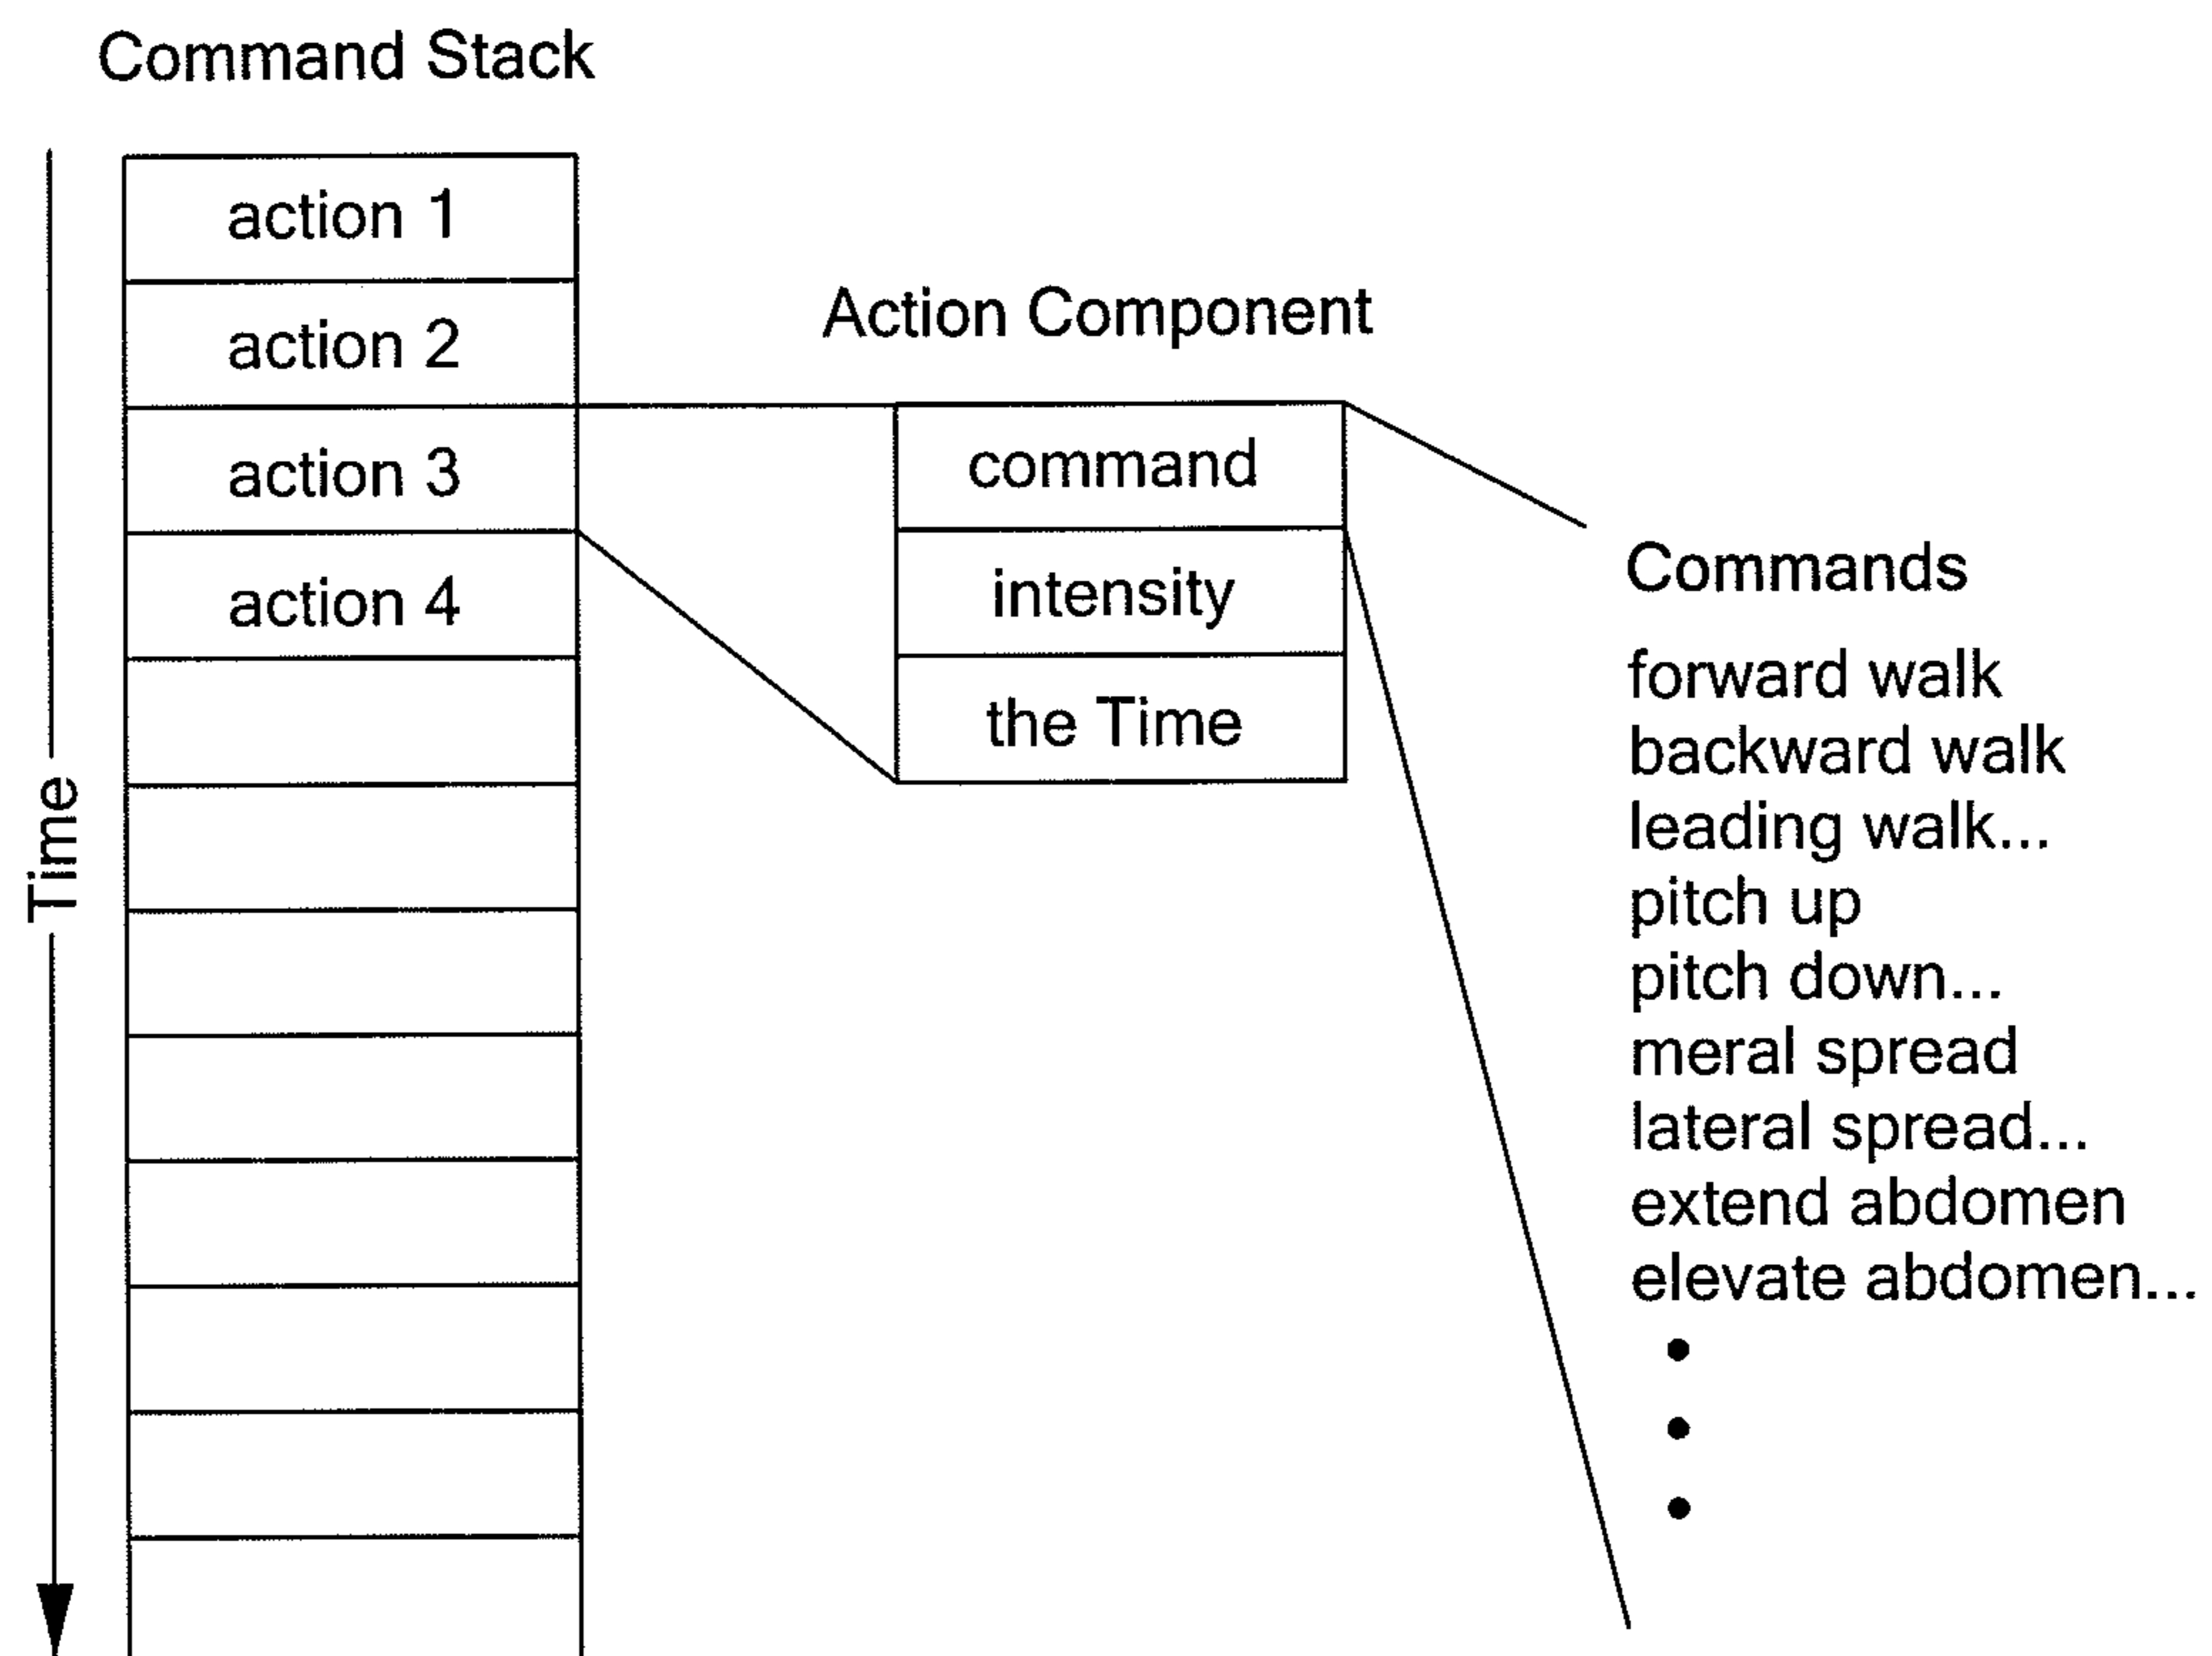 Command Stack
Time
action 1
action 2
action 3
action 4
Action Component
command
intensity
the Time
Commands
forward walk
backward walk
leading walk...
pitch up
pitch down...
meral spread
lateral spread...
extend abdomen
elevate abdomen...